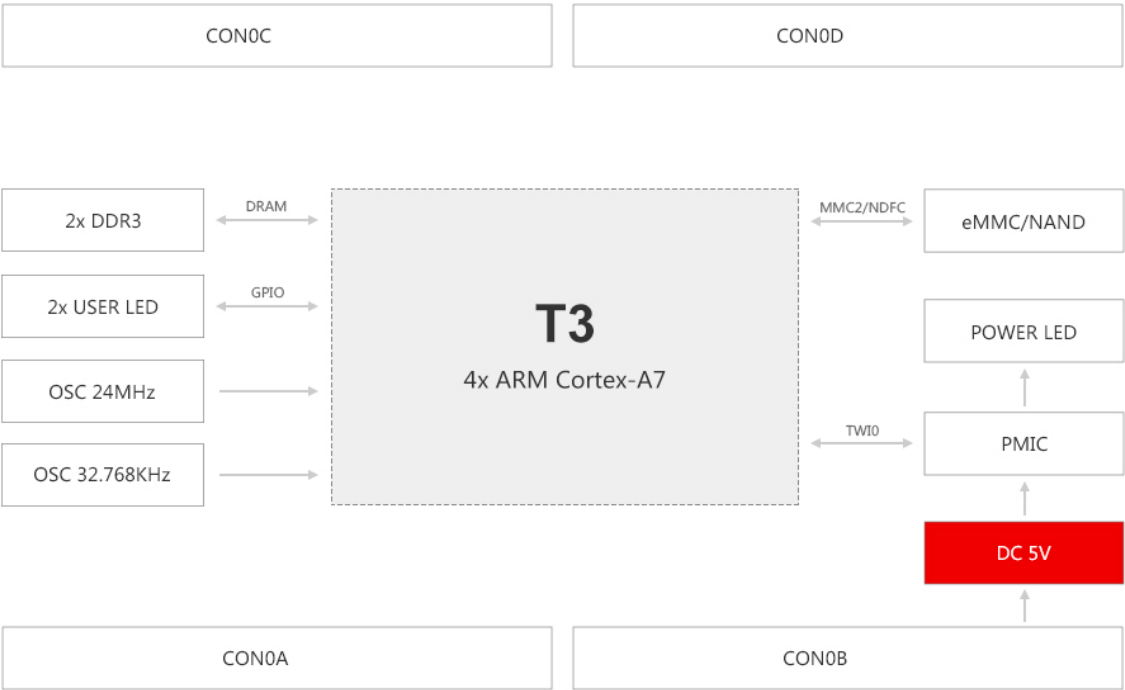 CON0C
CON0D
2x DDR3
DRAM
MMC2/NDFC
eMMC/NAND
2x USER LED
GPIO
T3
POWER LED
4x ARM Cortex-A7
OSC 24MHz
TWI0
PMIC
OSC 32.768KHz
DC 5V
CON0A
CON0B